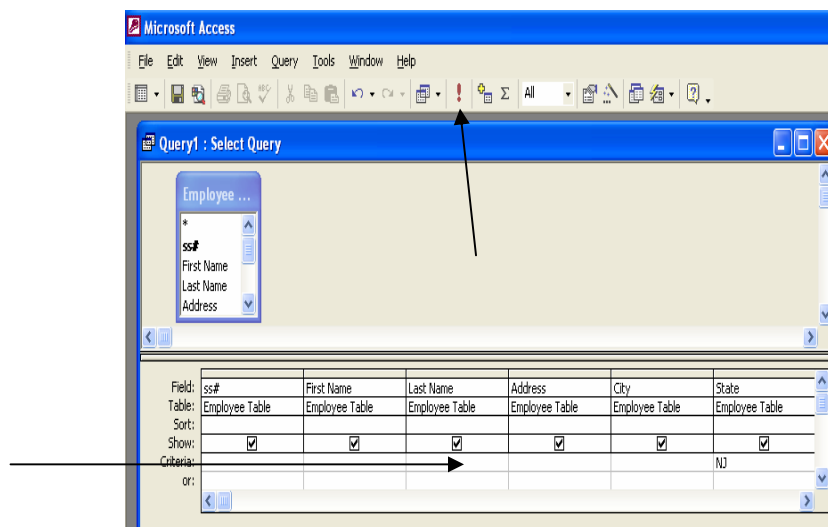 Microsoft Access
File Edit View Insert Query Tools Window Help
ABC Σ All
Query1 : Select Query
Employee ...
*
ss#
First Name
Last Name
Address
Field: ss# First Name Last Name Address City State
Table: Employee Table Employee Table Employee Table Employee Table Employee Table Employee Table
Sort:
Show:
Criteria: NJ
or: